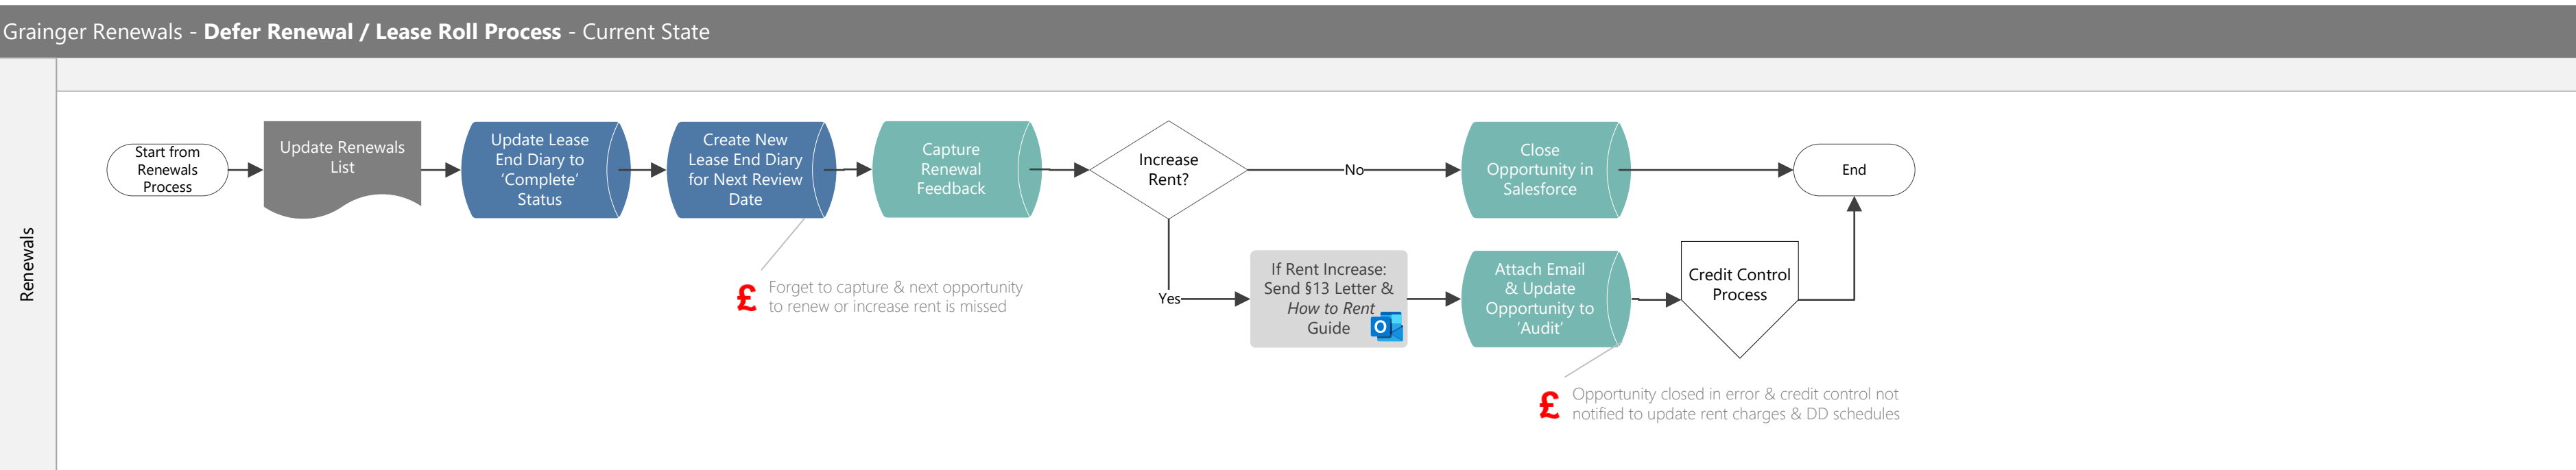 Grainger Renewals - Defer Renewal / Lease Roll Process - Current State
Renewals
Start from
Renewals
Process
Update Renewals
List
Update Lease
End Diary to
‘Complete’
Status
Create New
Lease End Diary
for Next Review
Date
Capture
Renewal
Feedback
Increase
Rent?
No
Close
Opportunity in
Salesforce
End
£
Forget to capture & next opportunity
to renew or increase rent is missed
Yes
If Rent Increase:
Send §13 Letter &
How to Rent
Guide
O
Attach Email
& Update
Opportunity to
‘Audit’
Credit Control
Process
£
Opportunity closed in error & credit control not
notified to update rent charges & DD schedules